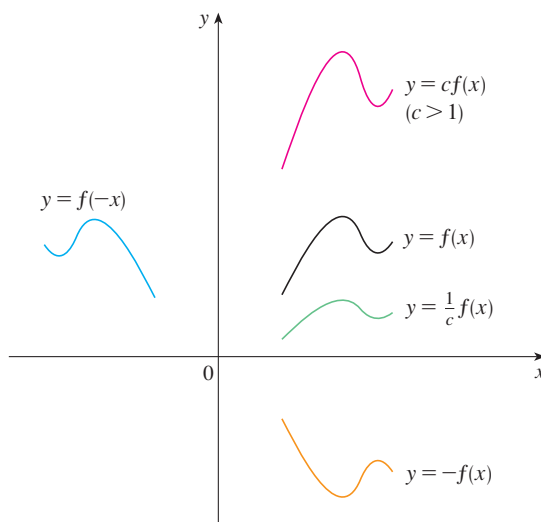 y
y = cf(x)
(c > 1)
y = f(−x)
y = f(x)
y = 1/c f(x)
0
x
y = −f(x)